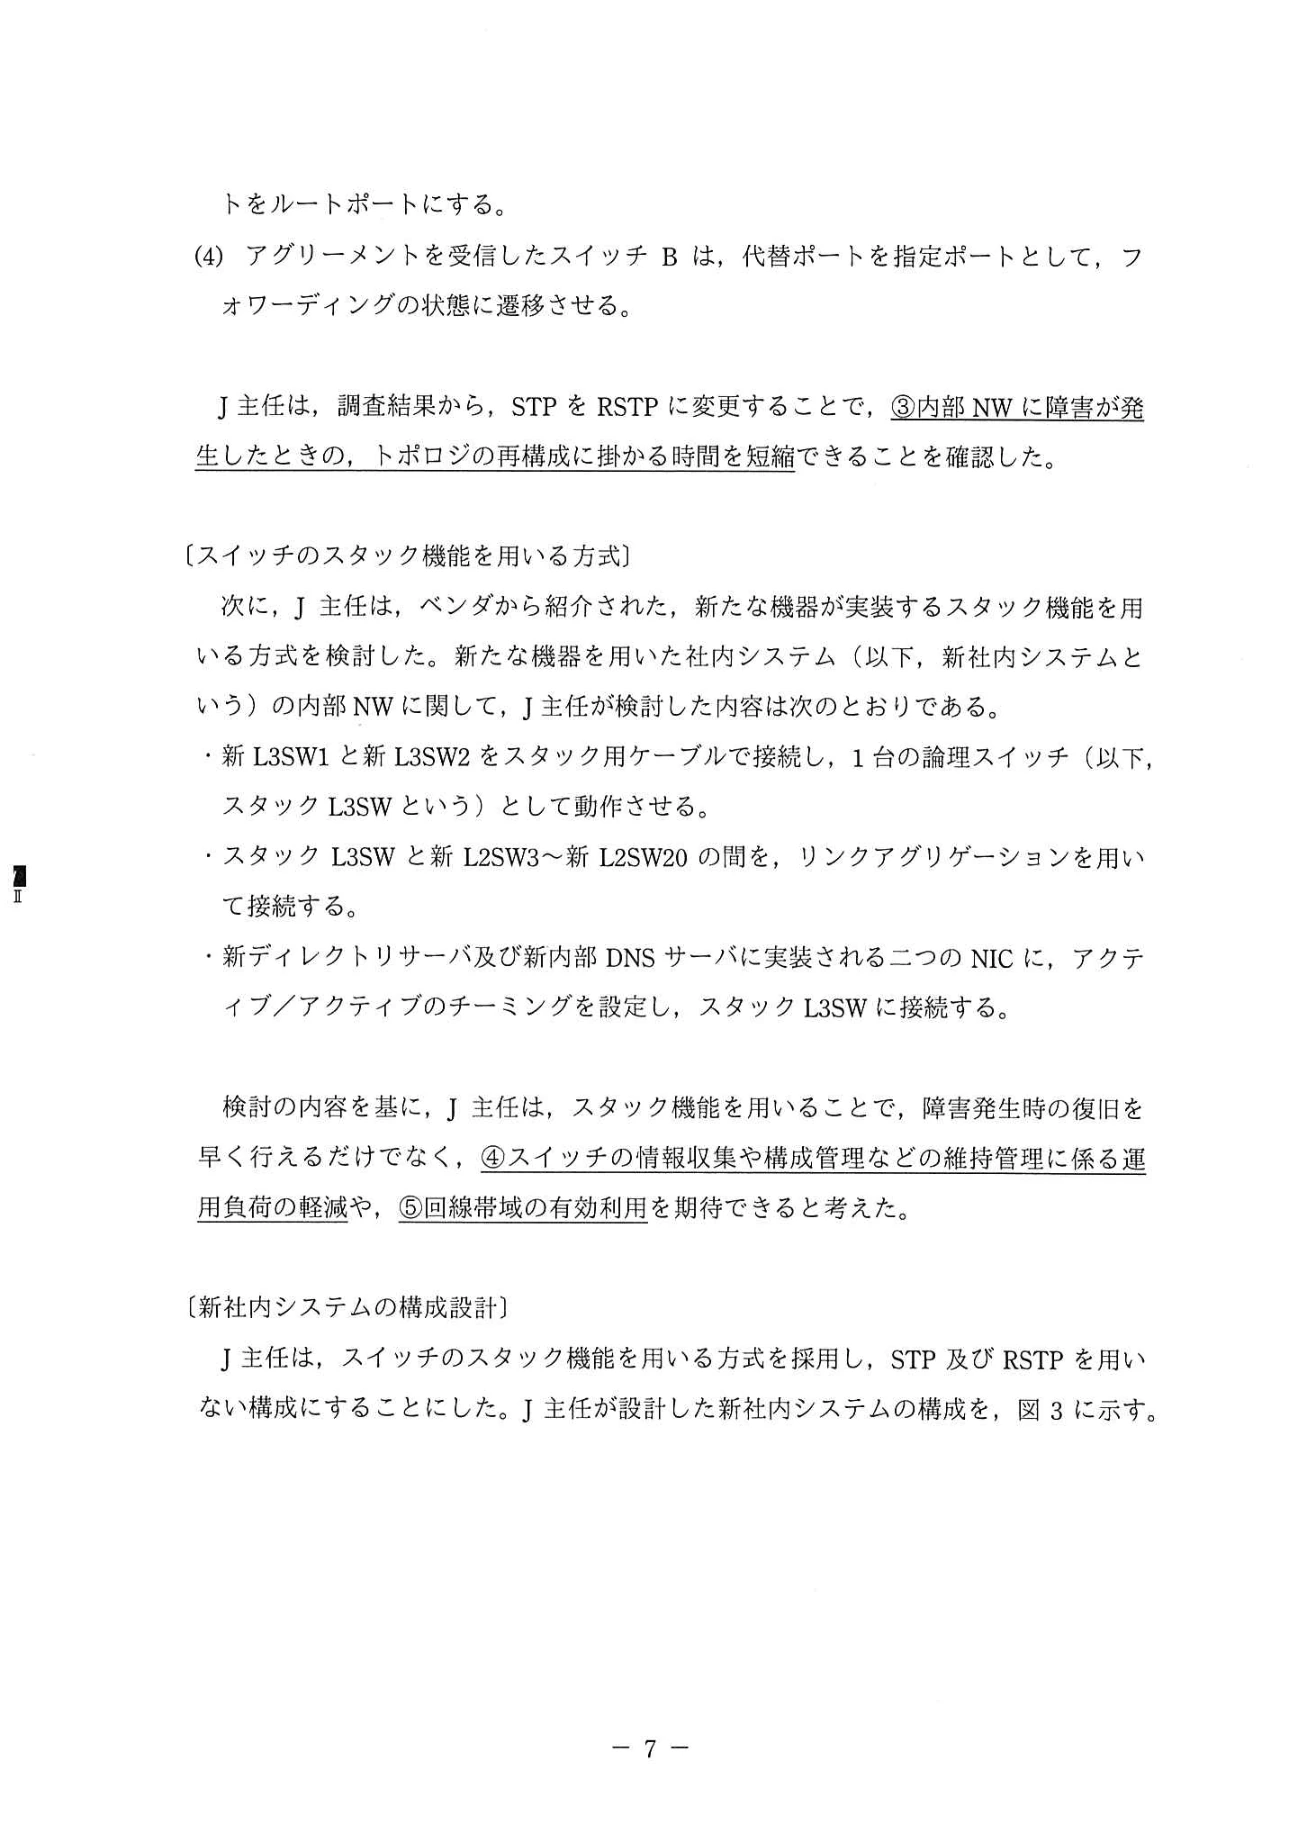 トをルートポートにする。
(4) アグリーメントを受信したスイッチ B は，代替ポートを指定ポートとして，フ
ォワーディングの状態に遷移させる。
J 主任は，調査結果から，STP を RSTP に変更することで，③内部 NW に障害が発
生したときの，トポロジの再構成に掛かる時間を短縮できることを確認した。
〔スイッチのスタック機能を用いる方式〕
次に，J 主任は，ベンダから紹介された，新たな機器が実装するスタック機能を用
いる方式を検討した。新たな機器を用いた社内システム（以下，新社内システムと
いう）の内部 NW に関して，J 主任が検討した内容は次のとおりである。
・新 L3SW1 と新 L3SW2 をスタック用ケーブルで接続し，1 台の論理スイッチ（以下，
スタック L3SW という）として動作させる。
・スタック L3SW と新 L2SW3～新 L2SW20 の間を，リンクアグリゲーションを用い
て接続する。
・新ディレクトリサーバ及び新内部 DNS サーバに実装される二つの NIC に，アクテ
ィブ／アクティブのチーミングを設定し，スタック L3SW に接続する。
検討の内容を基に，J 主任は，スタック機能を用いることで，障害発生時の復旧を
早く行えるだけでなく，④スイッチの情報収集や構成管理などの維持管理に係る運
用負荷の軽減や，⑤回線帯域の有効利用を期待できると考えた。
〔新社内システムの構成設計〕
J 主任は，スイッチのスタック機能を用いる方式を採用し，STP 及び RSTP を用い
ない構成にすることにした。J 主任が設計した新社内システムの構成を，図 3 に示す。
Ⅱ
－ 7 －